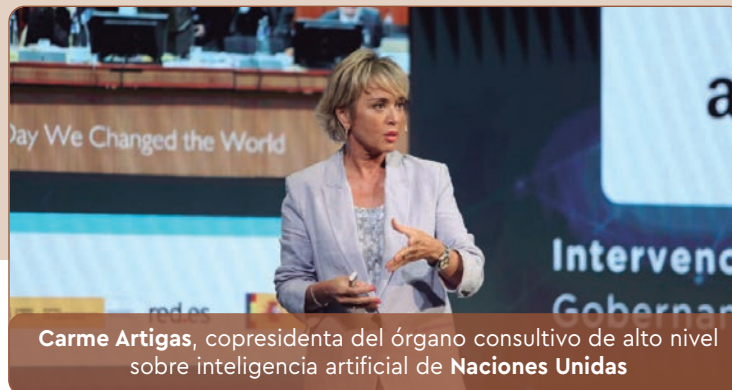 Day We Changed the World
a
red.es
Intervenc
Gobernan
Carme Artigas, copresidenta del órgano consultivo de alto nivel
sobre inteligencia artificial de Naciones Unidas